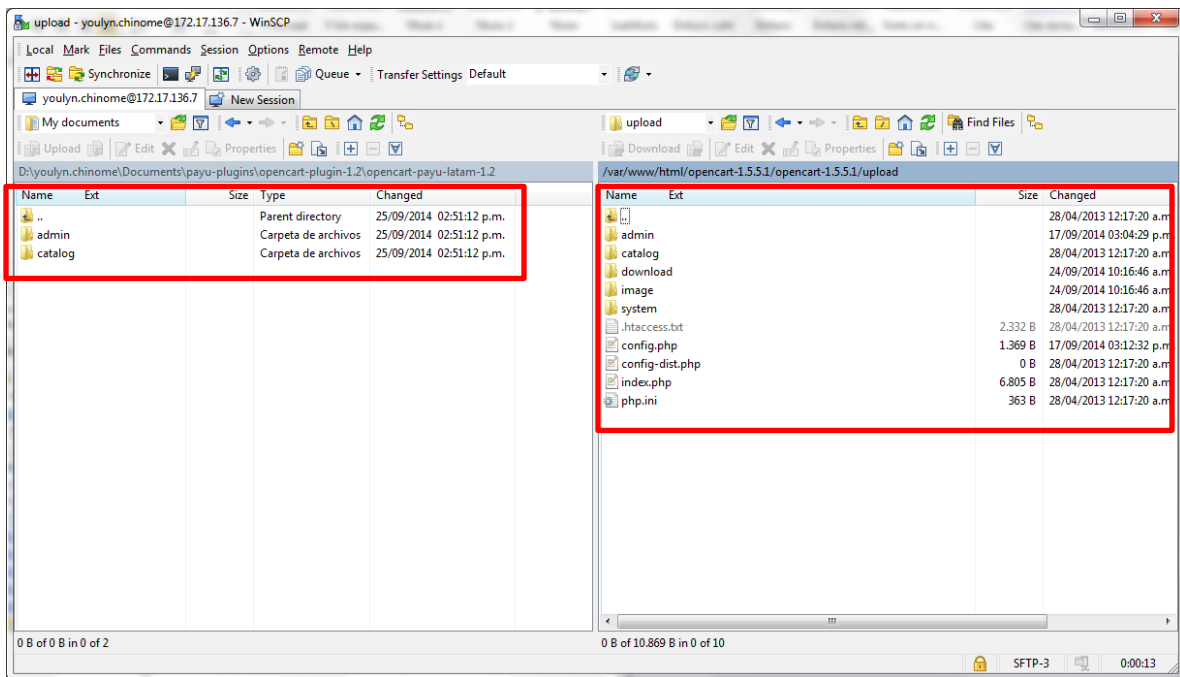 upload - youlyn.chinome@172.17.136.7 - WinSCP
Local Mark Files Commands Session Options Remote Help
Synchronize Queue Transfer Settings Default
youlyn.chinome@172.17.136.7 New Session
My documents upload Find Files
Upload Edit Properties Download Edit Properties
D:\youlyn.chinome\Documents\payu-plugins\opencart-plugin-1.2\opencart-payu-latam-1.2 /var/www/html/opencart-1.5.5.1/opencart-1.5.5.1/upload
Name Ext Size Type Changed
.. Parent directory 25/09/2014 02:51:12 p.m.
admin Carpeta de archivos 25/09/2014 02:51:12 p.m.
catalog Carpeta de archivos 25/09/2014 02:51:12 p.m.
Name Ext Size Changed
.. 28/04/2013 12:17:20 a.m
admin 17/09/2014 03:04:29 p.m
catalog 28/04/2013 12:17:20 a.m
download 24/09/2014 10:16:46 a.m
image 24/09/2014 10:16:46 a.m
system 28/04/2013 12:17:20 a.m
.htaccess.txt 2.332 B 28/04/2013 12:17:20 a.m
config.php 1.369 B 17/09/2014 03:12:32 p.m
config-dist.php 0 B 28/04/2013 12:17:20 a.m
index.php 6.805 B 28/04/2013 12:17:20 a.m
php.ini 363 B 28/04/2013 12:17:20 a.m
0 B of 0 B in 0 of 2 0 B of 10.869 B in 0 of 10
SFTP-3 0:00:13